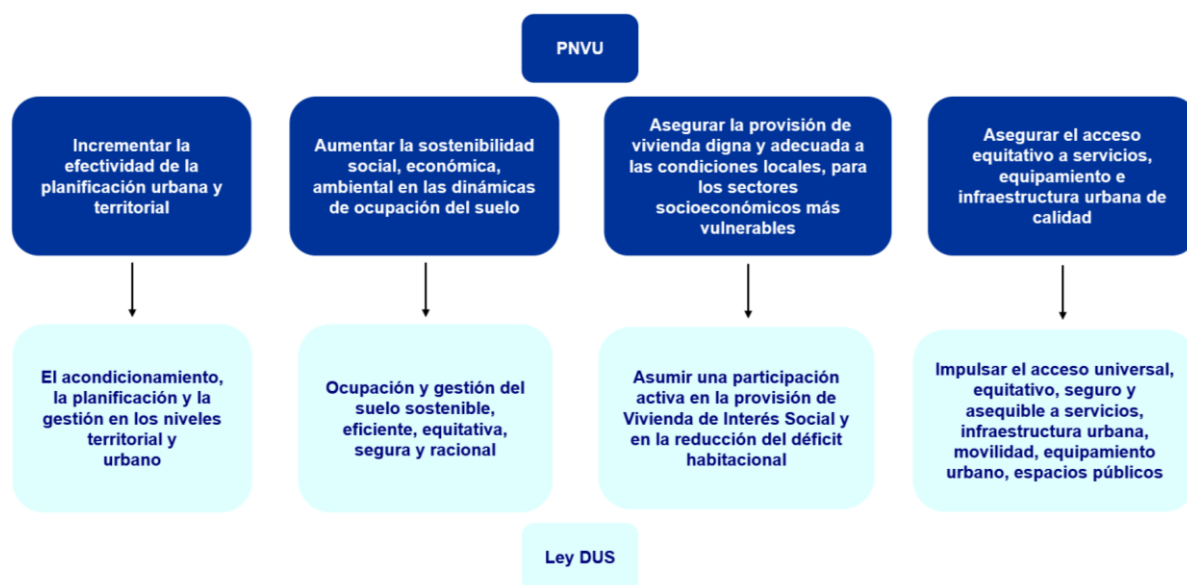 PNVU
Incrementar la
efectividad de la
planificación urbana y
territorial
Aumentar la sostenibilidad
social, económica,
ambiental en las dinámicas
de ocupación del suelo
Asegurar la provisión de
vivienda digna y adecuada a
las condiciones locales, para
los sectores
socioeconómicos más
vulnerables
Asegurar el acceso
equitativo a servicios,
equipamiento e
infraestructura urbana de
calidad
El acondicionamiento,
la planificación y la
gestión en los niveles
territorial y
urbano
Ocupación y gestión del
suelo sostenible,
eficiente, equitativa,
segura y racional
Asumir una participación
activa en la provisión de
Vivienda de Interés Social y
en la reducción del déficit
habitacional
Impulsar el acceso universal,
equitativo, seguro y
asequible a servicios,
infraestructura urbana,
movilidad, equipamiento
urbano, espacios públicos
Ley DUS